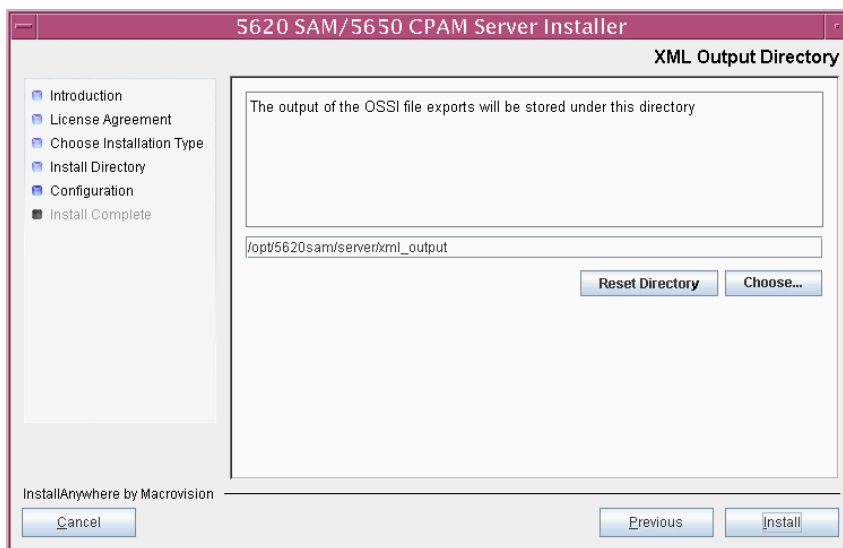 5620 SAM/5650 CPAM Server Installer
XML Output Directory
Introduction
License Agreement
Choose Installation Type
Install Directory
Configuration
Install Complete
The output of the OSSI file exports will be stored under this directory
/opt/5620sam/server/xml_output
Reset Directory
Choose...
InstallAnywhere by Macrovision
Cancel
Previous
Install